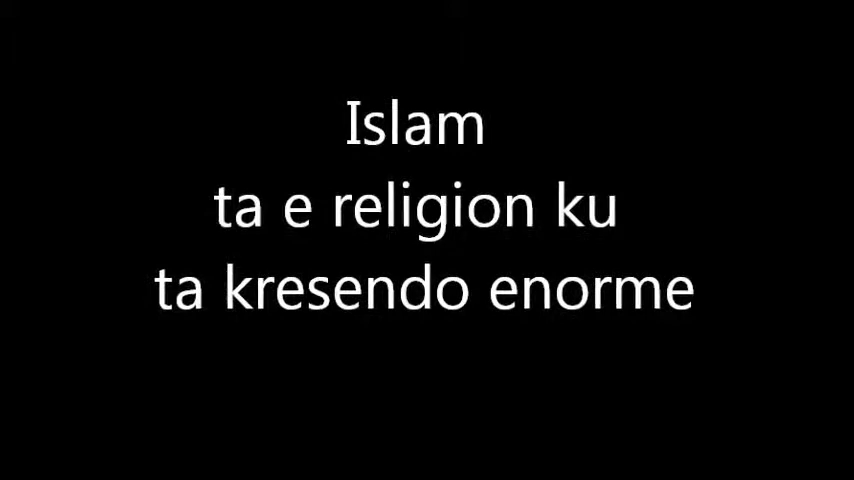 Islam
ta e religion ku
ta kresendo enorme